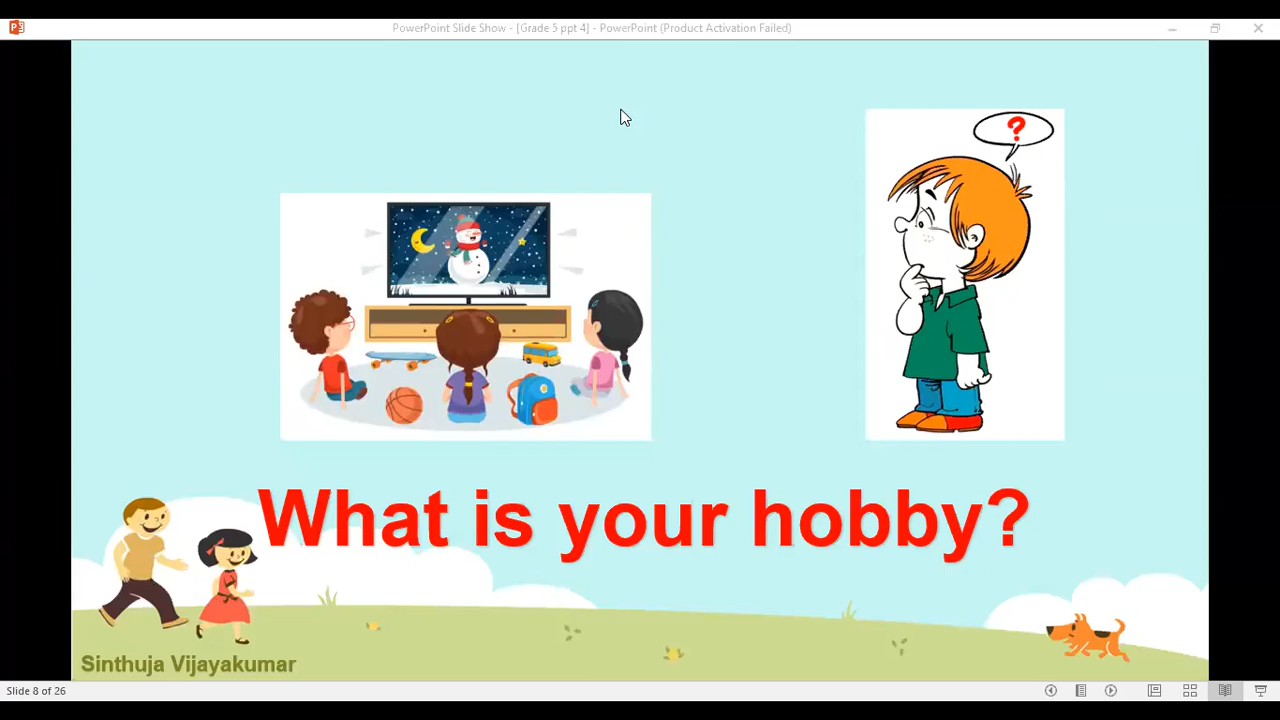 PowerPoint Slide Show - [Grade 5 ppt 4] - PowerPoint (Product Activation Failed)
?
What is your hobby?
Sinthuja Vijayakumar
Slide 8 of 26